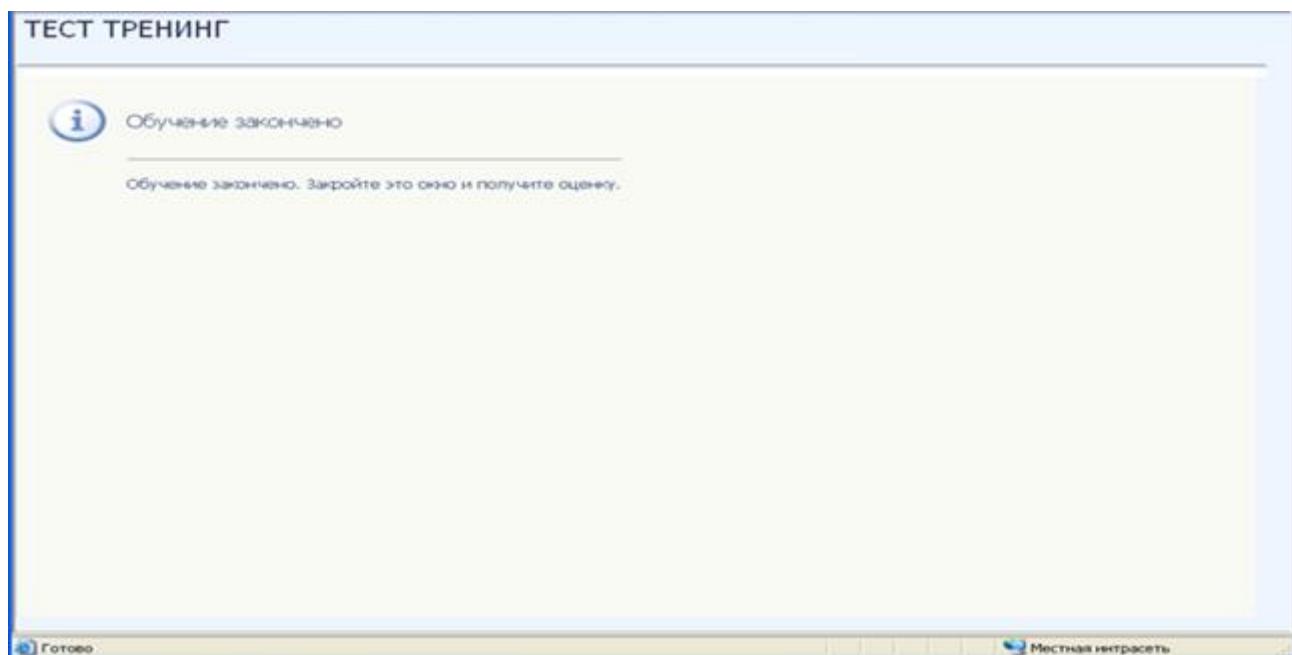 ТЕСТ ТРЕНИНГ
i
Обучение закончено
Обучение закончено. Закройте это окно и получите оценку.
Готово
Местная интрасеть